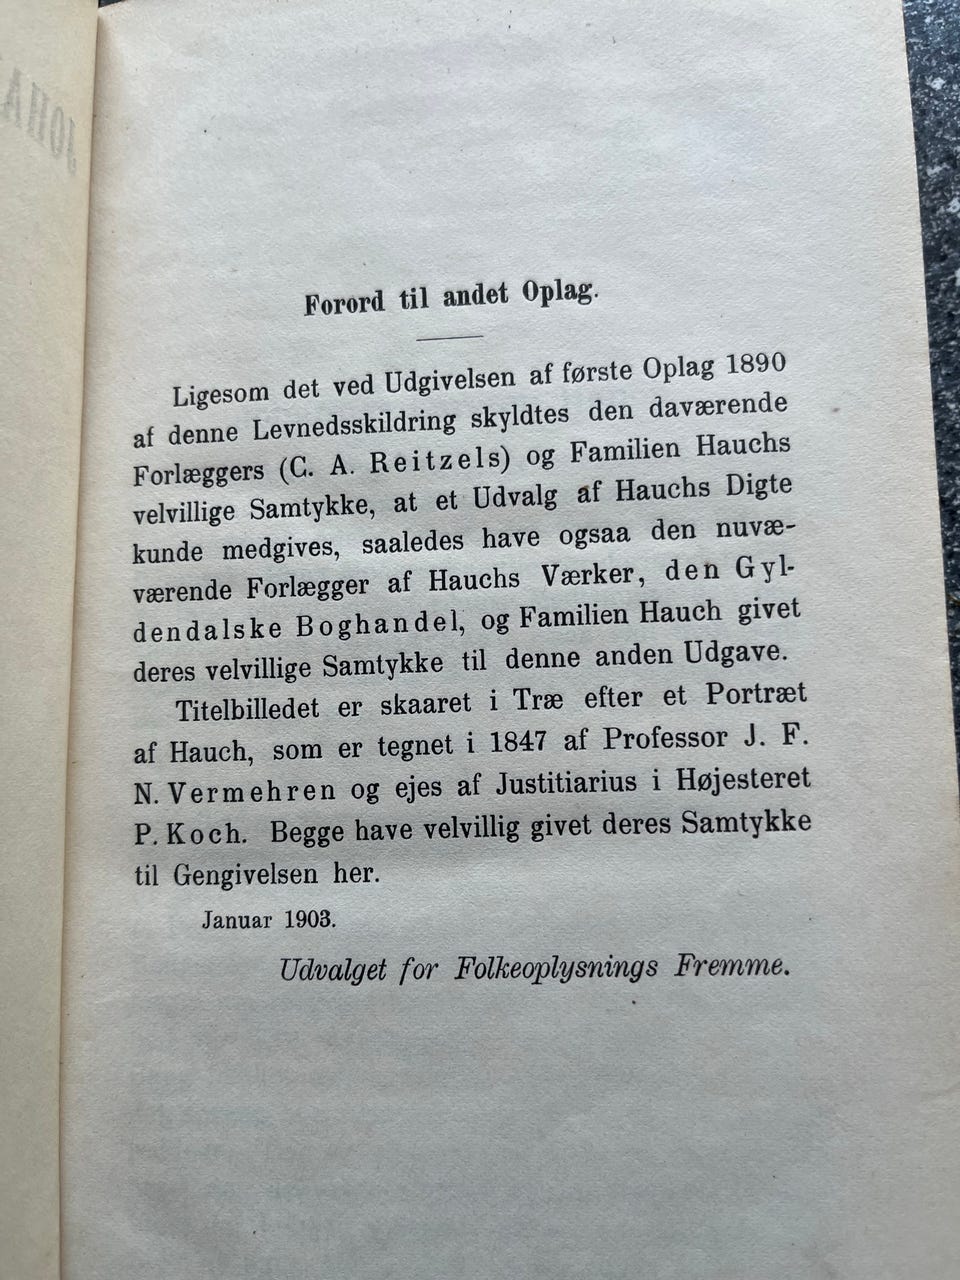 JOHA
Forord til andet Oplag.
Ligesom det ved Udgivelsen af første Oplag 1890
af denne Levnedsskildring skyldtes den daværende
Forlæggers (C. A. Reitzels) og Familien Hauchs
velvillige Samtykke, at et Udvalg af Hauchs Digte
kunde medgives, saaledes have ogsaa den nuvæ-
værende Forlægger af Hauchs Værker, den Gyl-
dendalske Boghandel, og Familien Hauch givet
deres velvillige Samtykke til denne anden Udgave.
Titelbilledet er skaaret i Træ efter et Portræt
af Hauch, som er tegnet i 1847 af Professor J. F.
N. Vermehren og ejes af Justitiarius i Højesteret
P. Koch. Begge have velvillig givet deres Samtykke
til Gengivelsen her.
Januar 1903.
Udvalget for Folkeoplysnings Fremme.